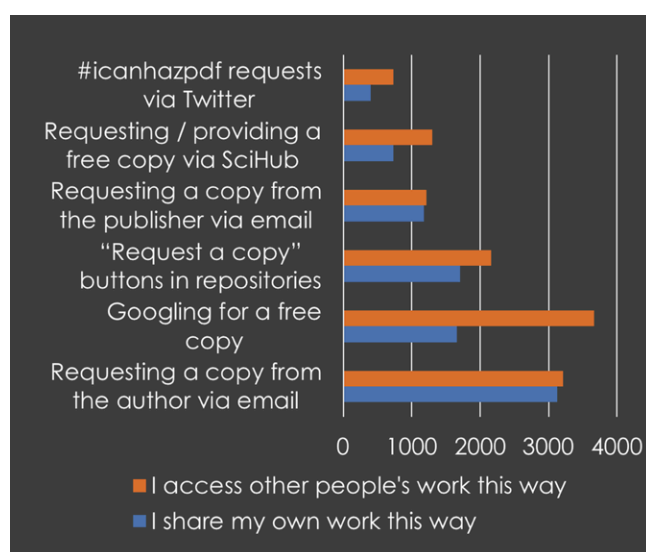 #icanhazpdf requests
via Twitter
Requesting / providing a
free copy via SciHub
Requesting a copy from
the publisher via email
“Request a copy”
buttons in repositories
Googling for a free
copy
Requesting a copy from
the author via email
0 1000 2000 3000 4000
I access other people's work this way
I share my own work this way